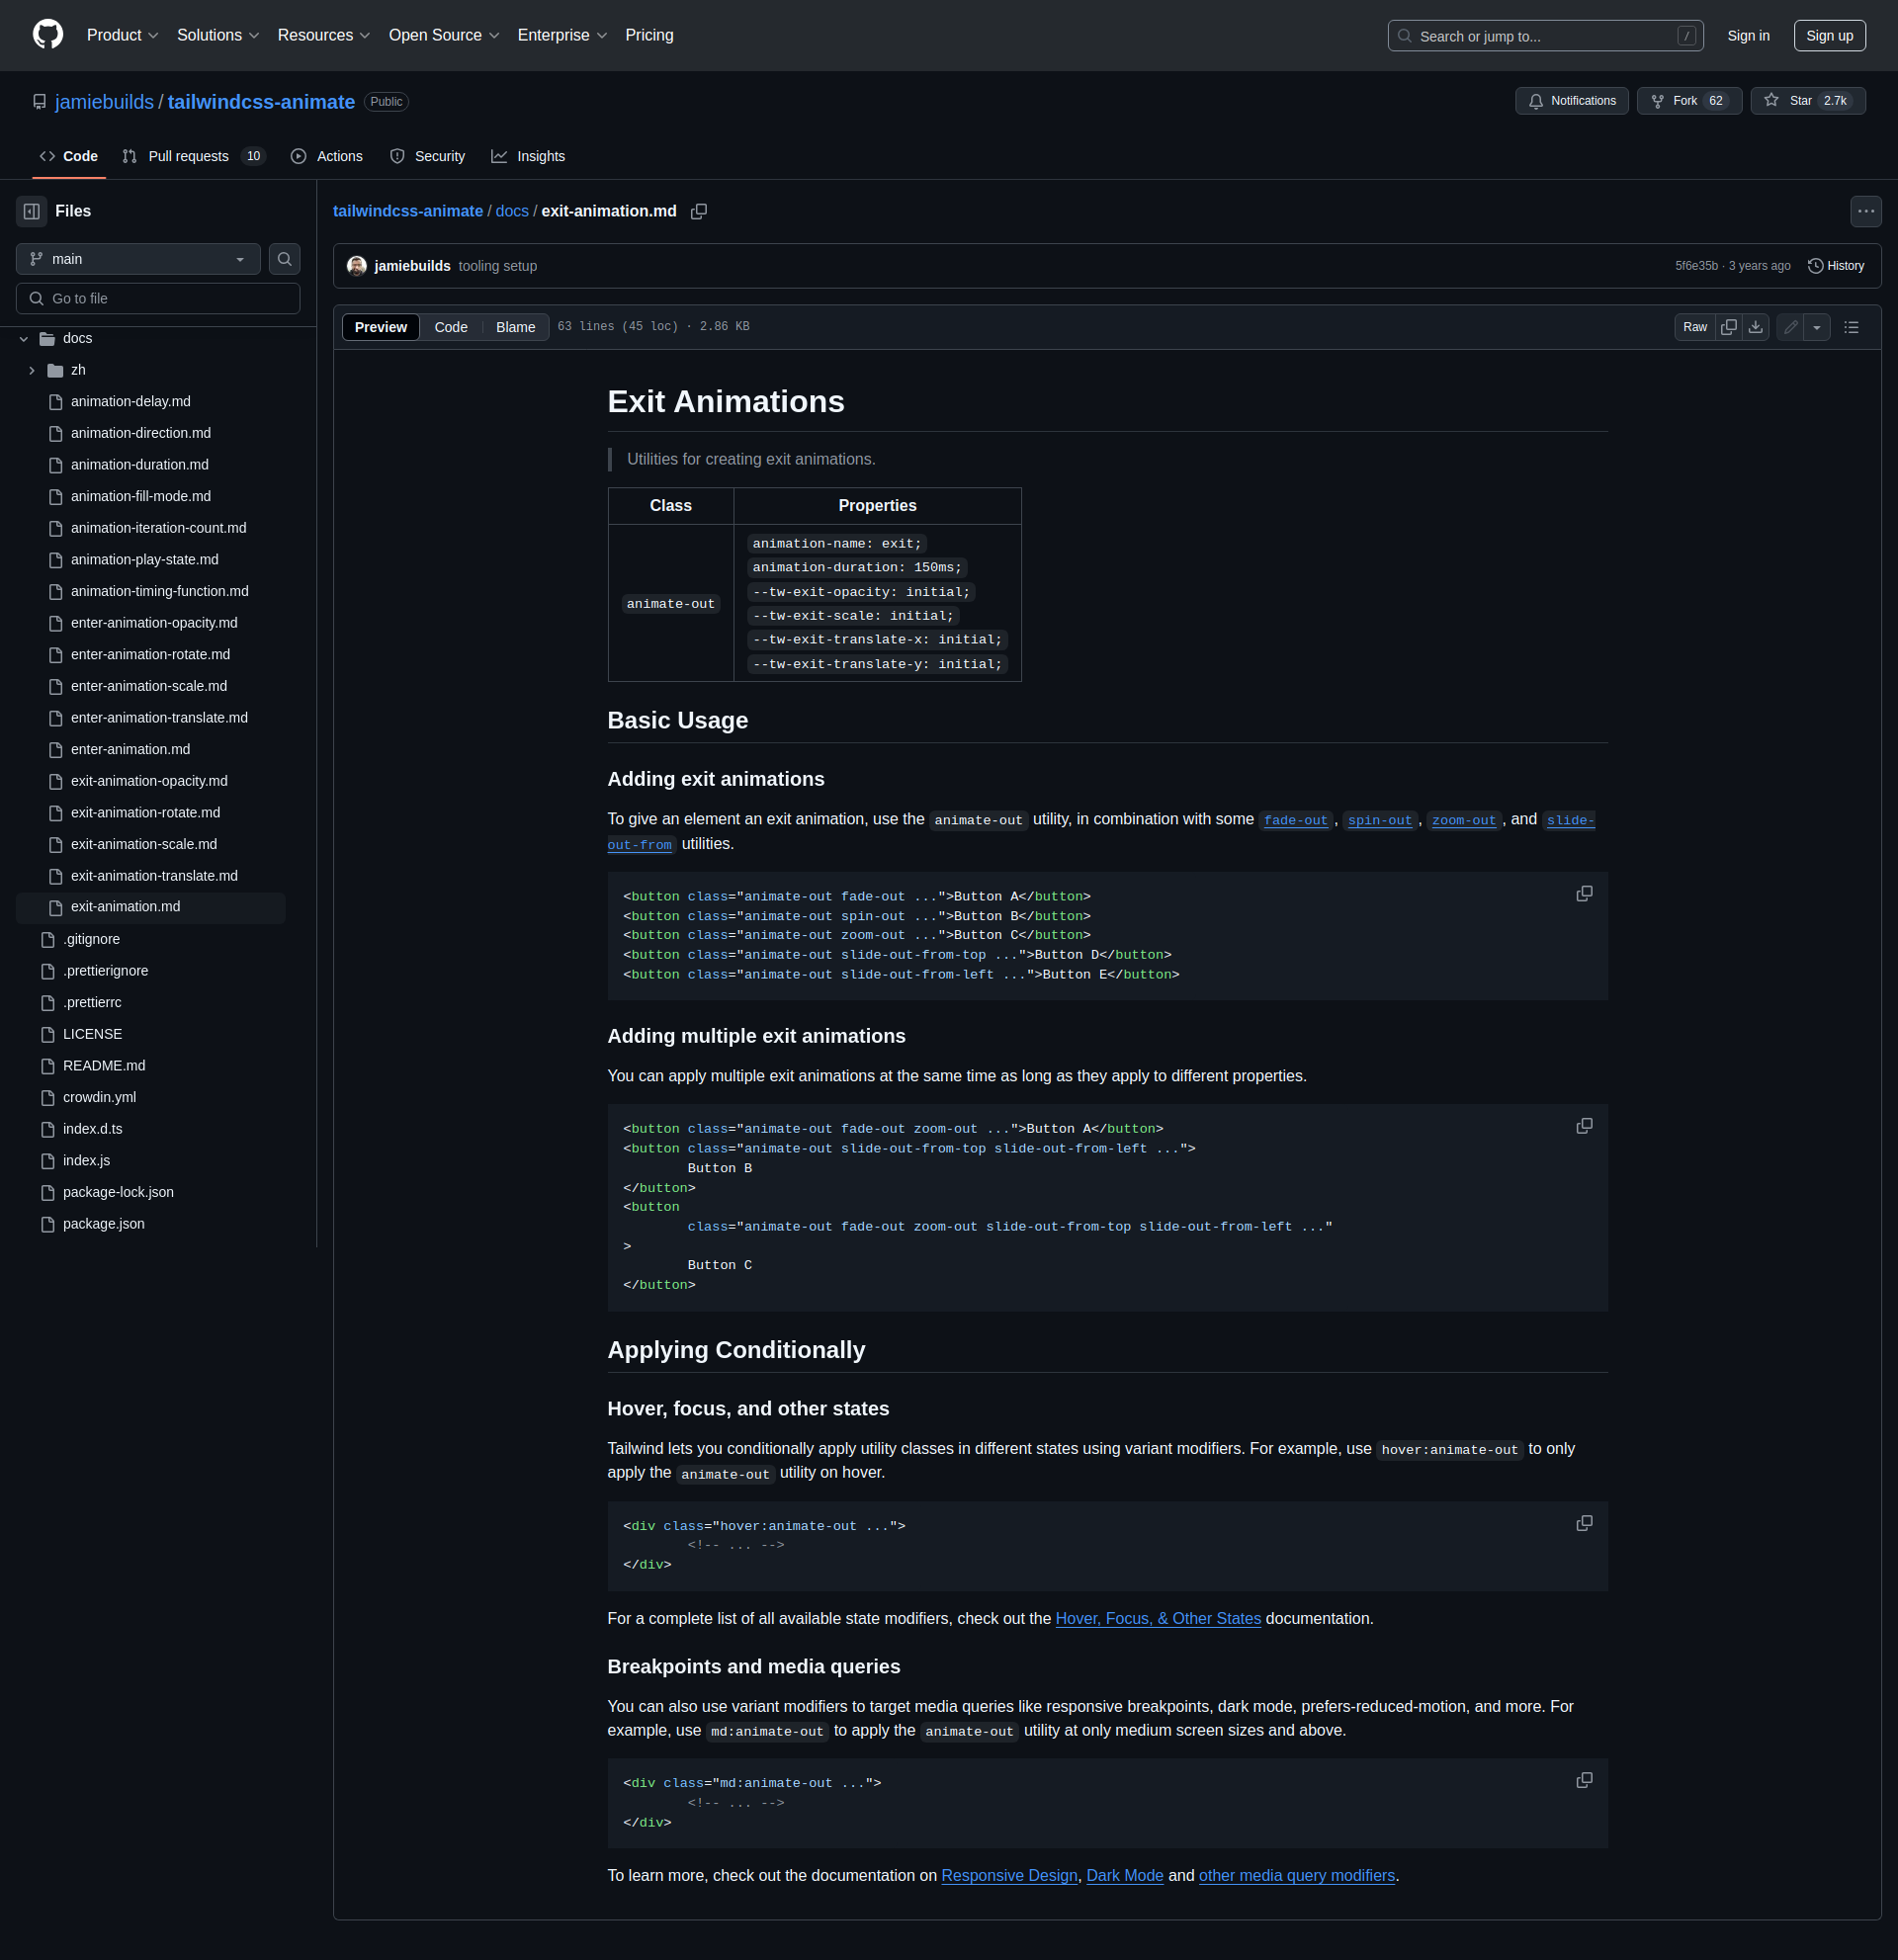 Product Solutions Resources Open Source Enterprise Pricing
Search or jump to... /
Sign in
Sign up
jamiebuilds / tailwindcss-animate Public
Notifications Fork 62 Star 2.7k
Code Pull requests 10 Actions Security Insights
Files
main
Go to file
docs
zh
animation-delay.md
animation-direction.md
animation-duration.md
animation-fill-mode.md
animation-iteration-count.md
animation-play-state.md
animation-timing-function.md
enter-animation-opacity.md
enter-animation-rotate.md
enter-animation-scale.md
enter-animation-translate.md
enter-animation.md
exit-animation-opacity.md
exit-animation-rotate.md
exit-animation-scale.md
exit-animation-translate.md
exit-animation.md
.gitignore
.prettierignore
.prettierrc
LICENSE
README.md
crowdin.yml
index.d.ts
index.js
package-lock.json
package.json
tailwindcss-animate / docs / exit-animation.md
jamiebuilds tooling setup
5f6e35b · 3 years ago History
Preview Code Blame 63 lines (45 loc) · 2.86 KB
Raw
Exit Animations
Utilities for creating exit animations.
Class Properties
animate-out
animation-name: exit;
animation-duration: 150ms;
--tw-exit-opacity: initial;
--tw-exit-scale: initial;
--tw-exit-translate-x: initial;
--tw-exit-translate-y: initial;
Basic Usage
Adding exit animations
To give an element an exit animation, use the animate-out utility, in combination with some fade-out, spin-out, zoom-out, and slide-
out-from utilities.
<button class="animate-out fade-out ...">Button A</button>
<button class="animate-out spin-out ...">Button B</button>
<button class="animate-out zoom-out ...">Button C</button>
<button class="animate-out slide-out-from-top ...">Button D</button>
<button class="animate-out slide-out-from-left ...">Button E</button>
Adding multiple exit animations
You can apply multiple exit animations at the same time as long as they apply to different properties.
<button class="animate-out fade-out zoom-out ...">Button A</button>
<button class="animate-out slide-out-from-top slide-out-from-left ...">
Button B
</button>
<button
class="animate-out fade-out zoom-out slide-out-from-top slide-out-from-left ..."
>
Button C
</button>
Applying Conditionally
Hover, focus, and other states
Tailwind lets you conditionally apply utility classes in different states using variant modifiers. For example, use hover:animate-out to only
apply the animate-out utility on hover.
<div class="hover:animate-out ...">
<!-- ... -->
</div>
For a complete list of all available state modifiers, check out the Hover, Focus, & Other States documentation.
Breakpoints and media queries
You can also use variant modifiers to target media queries like responsive breakpoints, dark mode, prefers-reduced-motion, and more. For
example, use md:animate-out to apply the animate-out utility at only medium screen sizes and above.
<div class="md:animate-out ...">
<!-- ... -->
</div>
To learn more, check out the documentation on Responsive Design, Dark Mode and other media query modifiers.